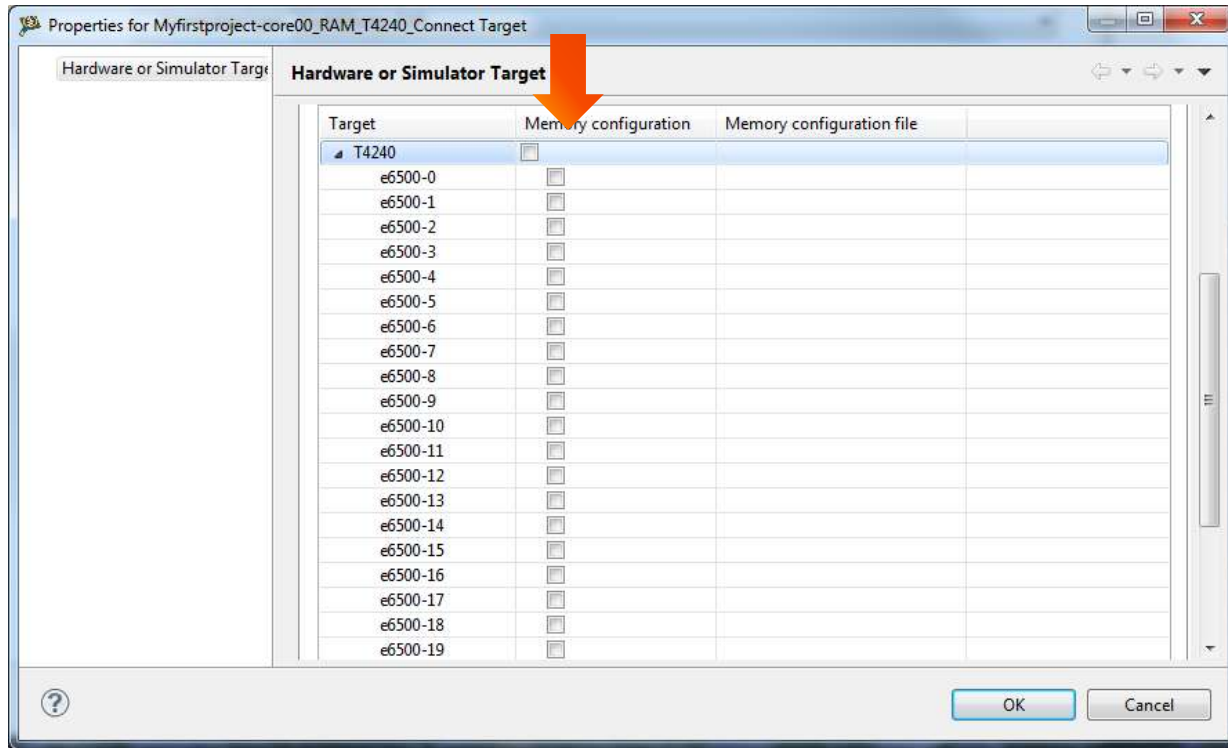 Properties for Myfirstproject-core00_RAM_T4240_Connect Target
Hardware or Simulator Targe
Hardware or Simulator Target
Target Memory configuration Memory configuration file
T4240
e6500-0
e6500-1
e6500-2
e6500-3
e6500-4
e6500-5
e6500-6
e6500-7
e6500-8
e6500-9
e6500-10
e6500-11
e6500-12
e6500-13
e6500-14
e6500-15
e6500-16
e6500-17
e6500-18
e6500-19
? OK Cancel